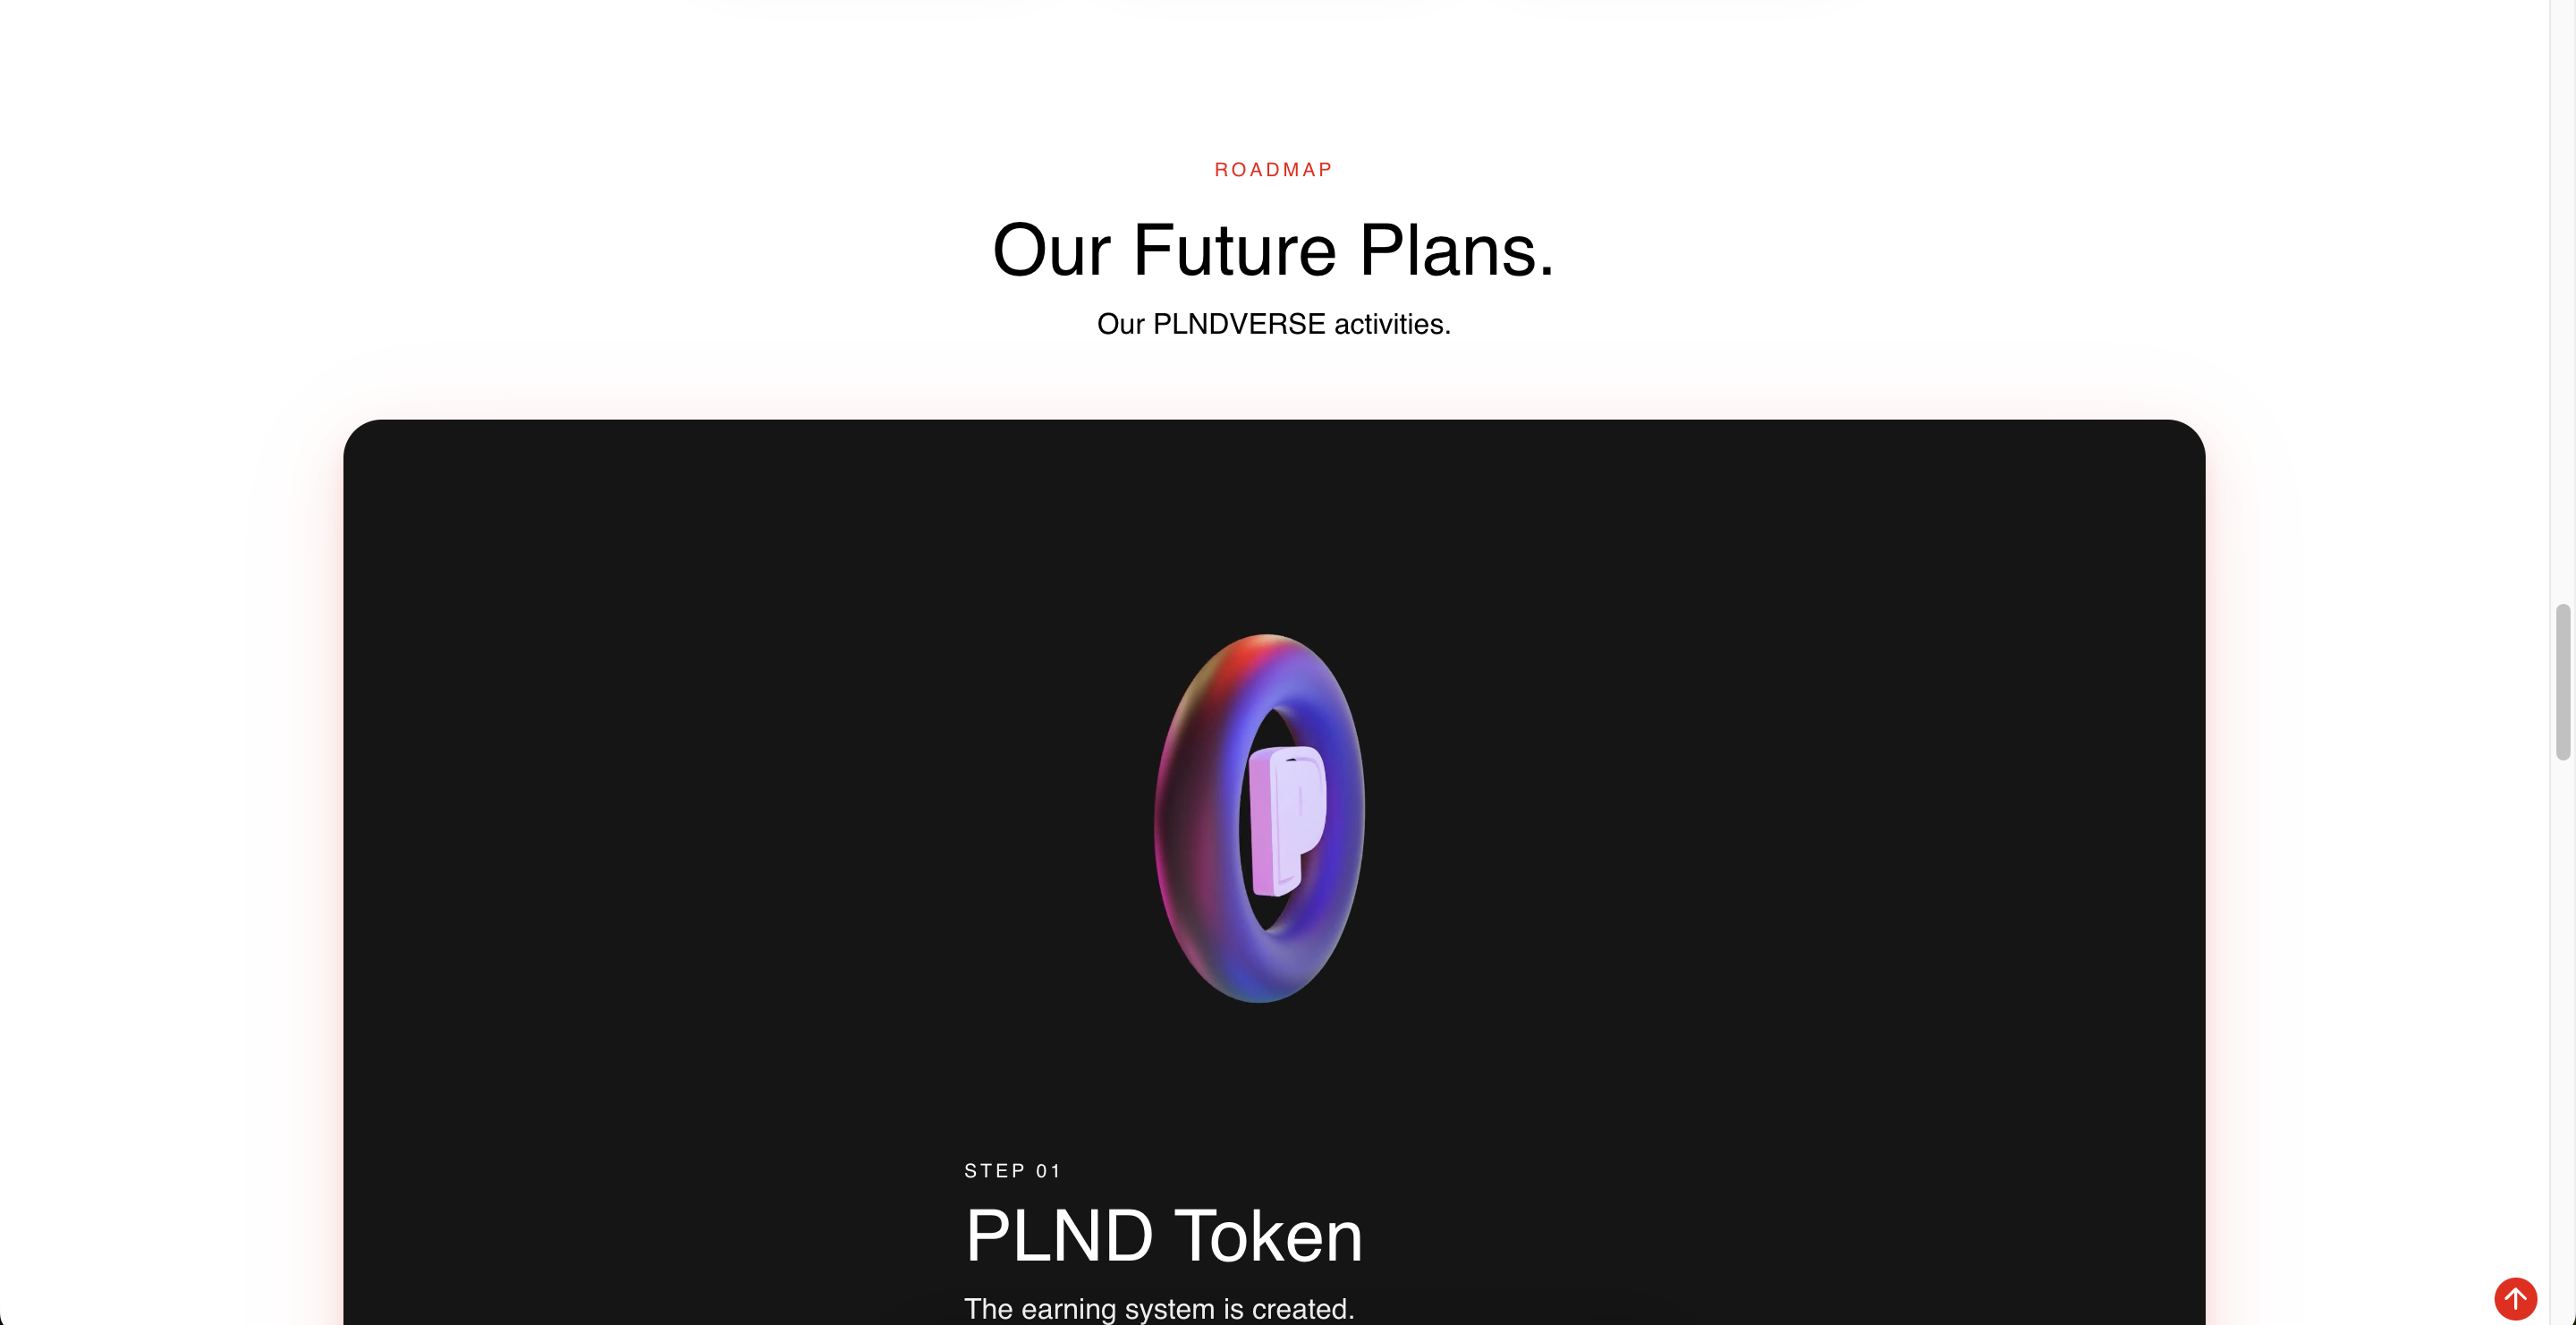 ROADMAP
Our Future Plans.
Our PLNDVERSE activities.
P
STEP 01
PLND Token
The earning system is created.